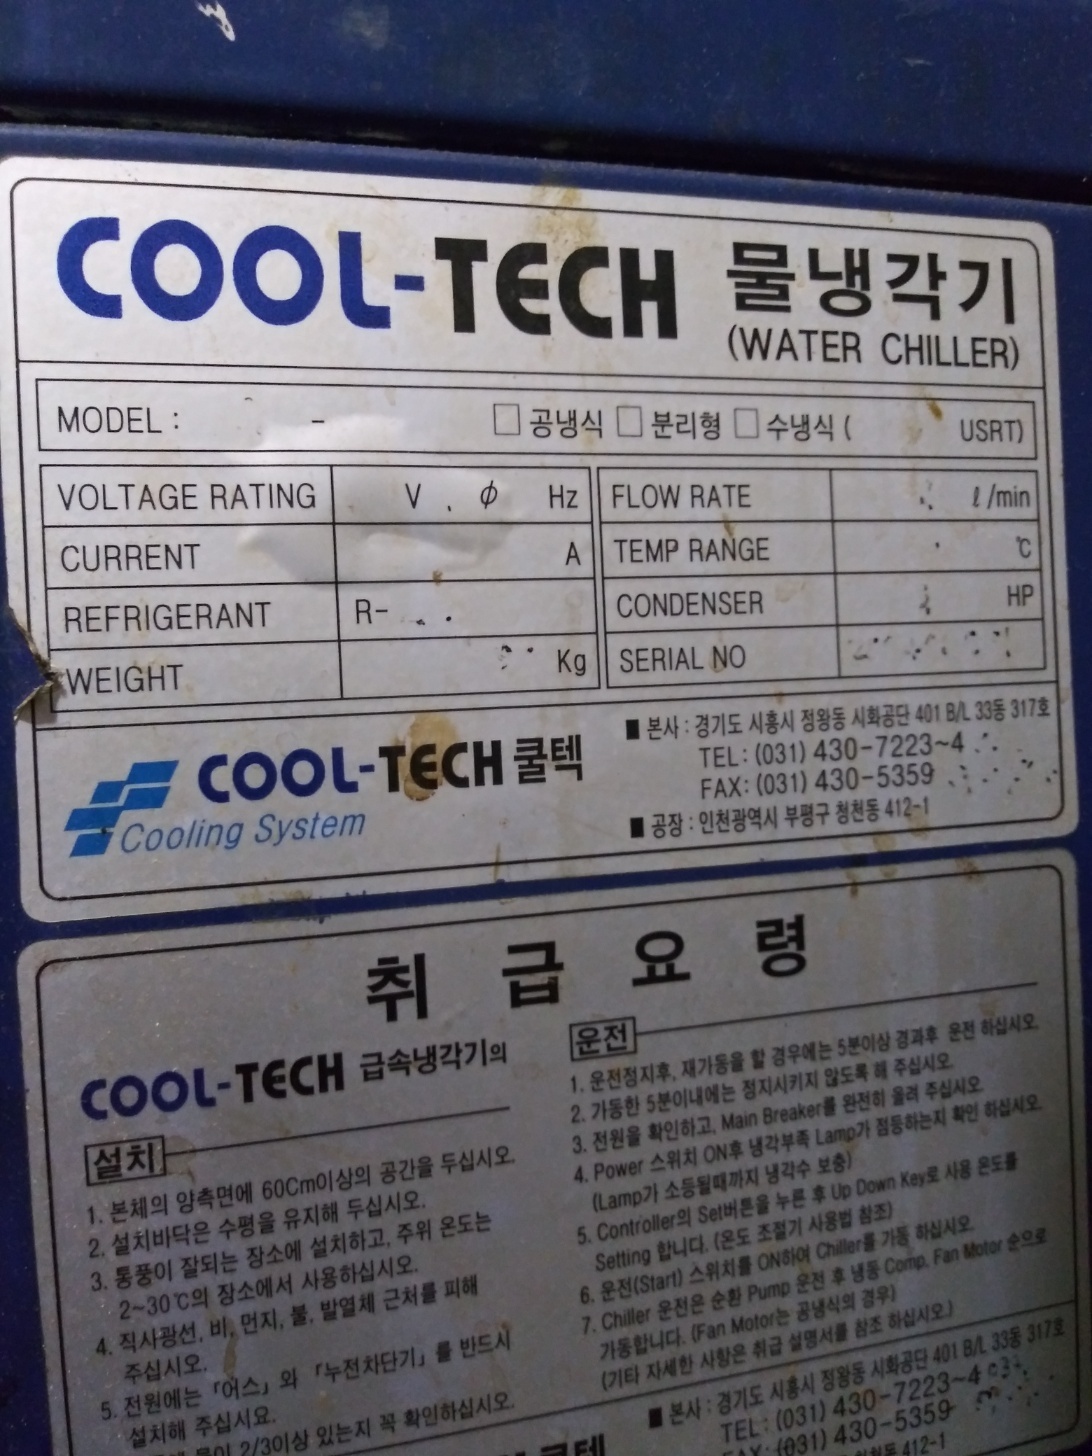 COOL-TECH 물냉각기
(WATER CHILLER)
MODEL : - □ 공냉식 □ 분리형 □ 수냉식 ( USRT)
VOLTAGE RATING V . ϕ Hz FLOW RATE ℓ/min
CURRENT A TEMP RANGE ℃
REFRIGERANT R- CONDENSER HP
WEIGHT Kg SERIAL NO
■ 본사 : 경기도 시흥시 정왕동 시화공단 401 B/L 33동 317호
TEL : (031) 430-7223~4
FAX: (031) 430-5359
■ 공장 : 인천광역시 부평구 청천동 412-1
COOL-TECH 쿨텍
Cooling System
취급요령
COOL-TECH 급속냉각기의
설치
1. 본체의 양측면에 60Cm이상의 공간을 두십시오.
2. 설치바닥은 수평을 유지해 두십시오.
3. 통풍이 잘되는 장소에 설치하고, 주위 온도는
2~30℃의 장소에서 사용하십시오.
4. 직사광선, 비, 먼지, 불, 발열체 근처를 피해
주십시오.
5. 전원에는 「어스」와 「누전차단기」를 반드시
설치해 주십시요.
물이 2/3이상 있는지 꼭 확인하십시오.
운전
1. 운전정지후, 재가동을 할 경우에는 5분이상 경과후 운전 하십시오.
2. 가동한 5분이내에는 정지시키지 않도록 해 주십시오.
3. 전원을 확인하고, Main Breaker를 완전히 올려 주십시오.
4. Power 스위치 ON후 냉각부족 Lamp가 점등하는지 확인 하십시오.
(Lamp가 소등될때까지 냉각수 보충)
5. Controller의 Set버튼을 누른 후 Up Down Key로 사용 온도를
Setting 합니다. (온도 조절기 사용법 참조)
6. 운전(Start) 스위치를 ON하여 Chiller를 가동 하십시오.
7. Chiller 운전은 순환 Pump 운전 후 냉동 Comp, Fan Motor 순으로
가동합니다. (Fan Motor는 공냉식의 경우)
(기타 자세한 사항은 취급 설명서를 참조 하십시오.)
■ 본사 : 경기도 시흥시 정왕동 시화공단 401 B/L 33동 317호
TEL : (031) 430-7223~4
FAX: (031) 430-5359
412-1